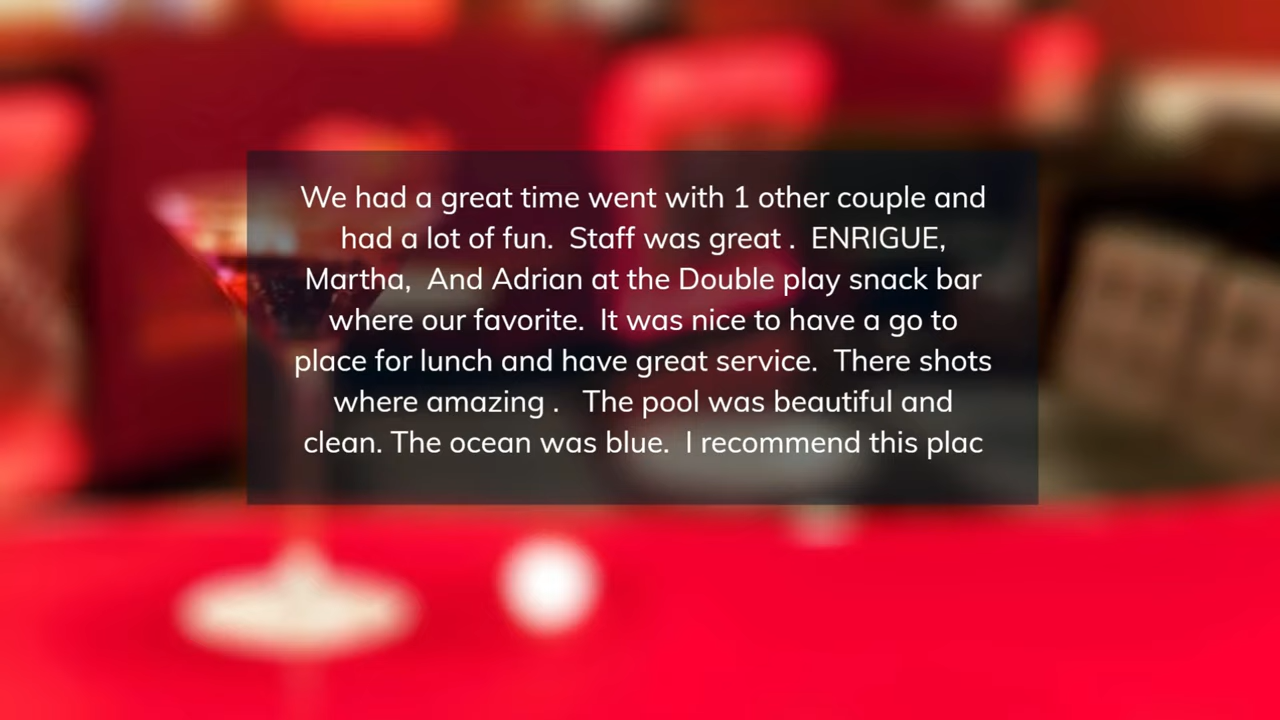 We had a great time went with 1 other couple and
had a lot of fun.  Staff was great .  ENRIGUE,
Martha,  And Adrian at the Double play snack bar
where our favorite.  It was nice to have a go to
place for lunch and have great service.  There shots
where amazing .   The pool was beautiful and
clean. The ocean was blue.  I recommend this plac